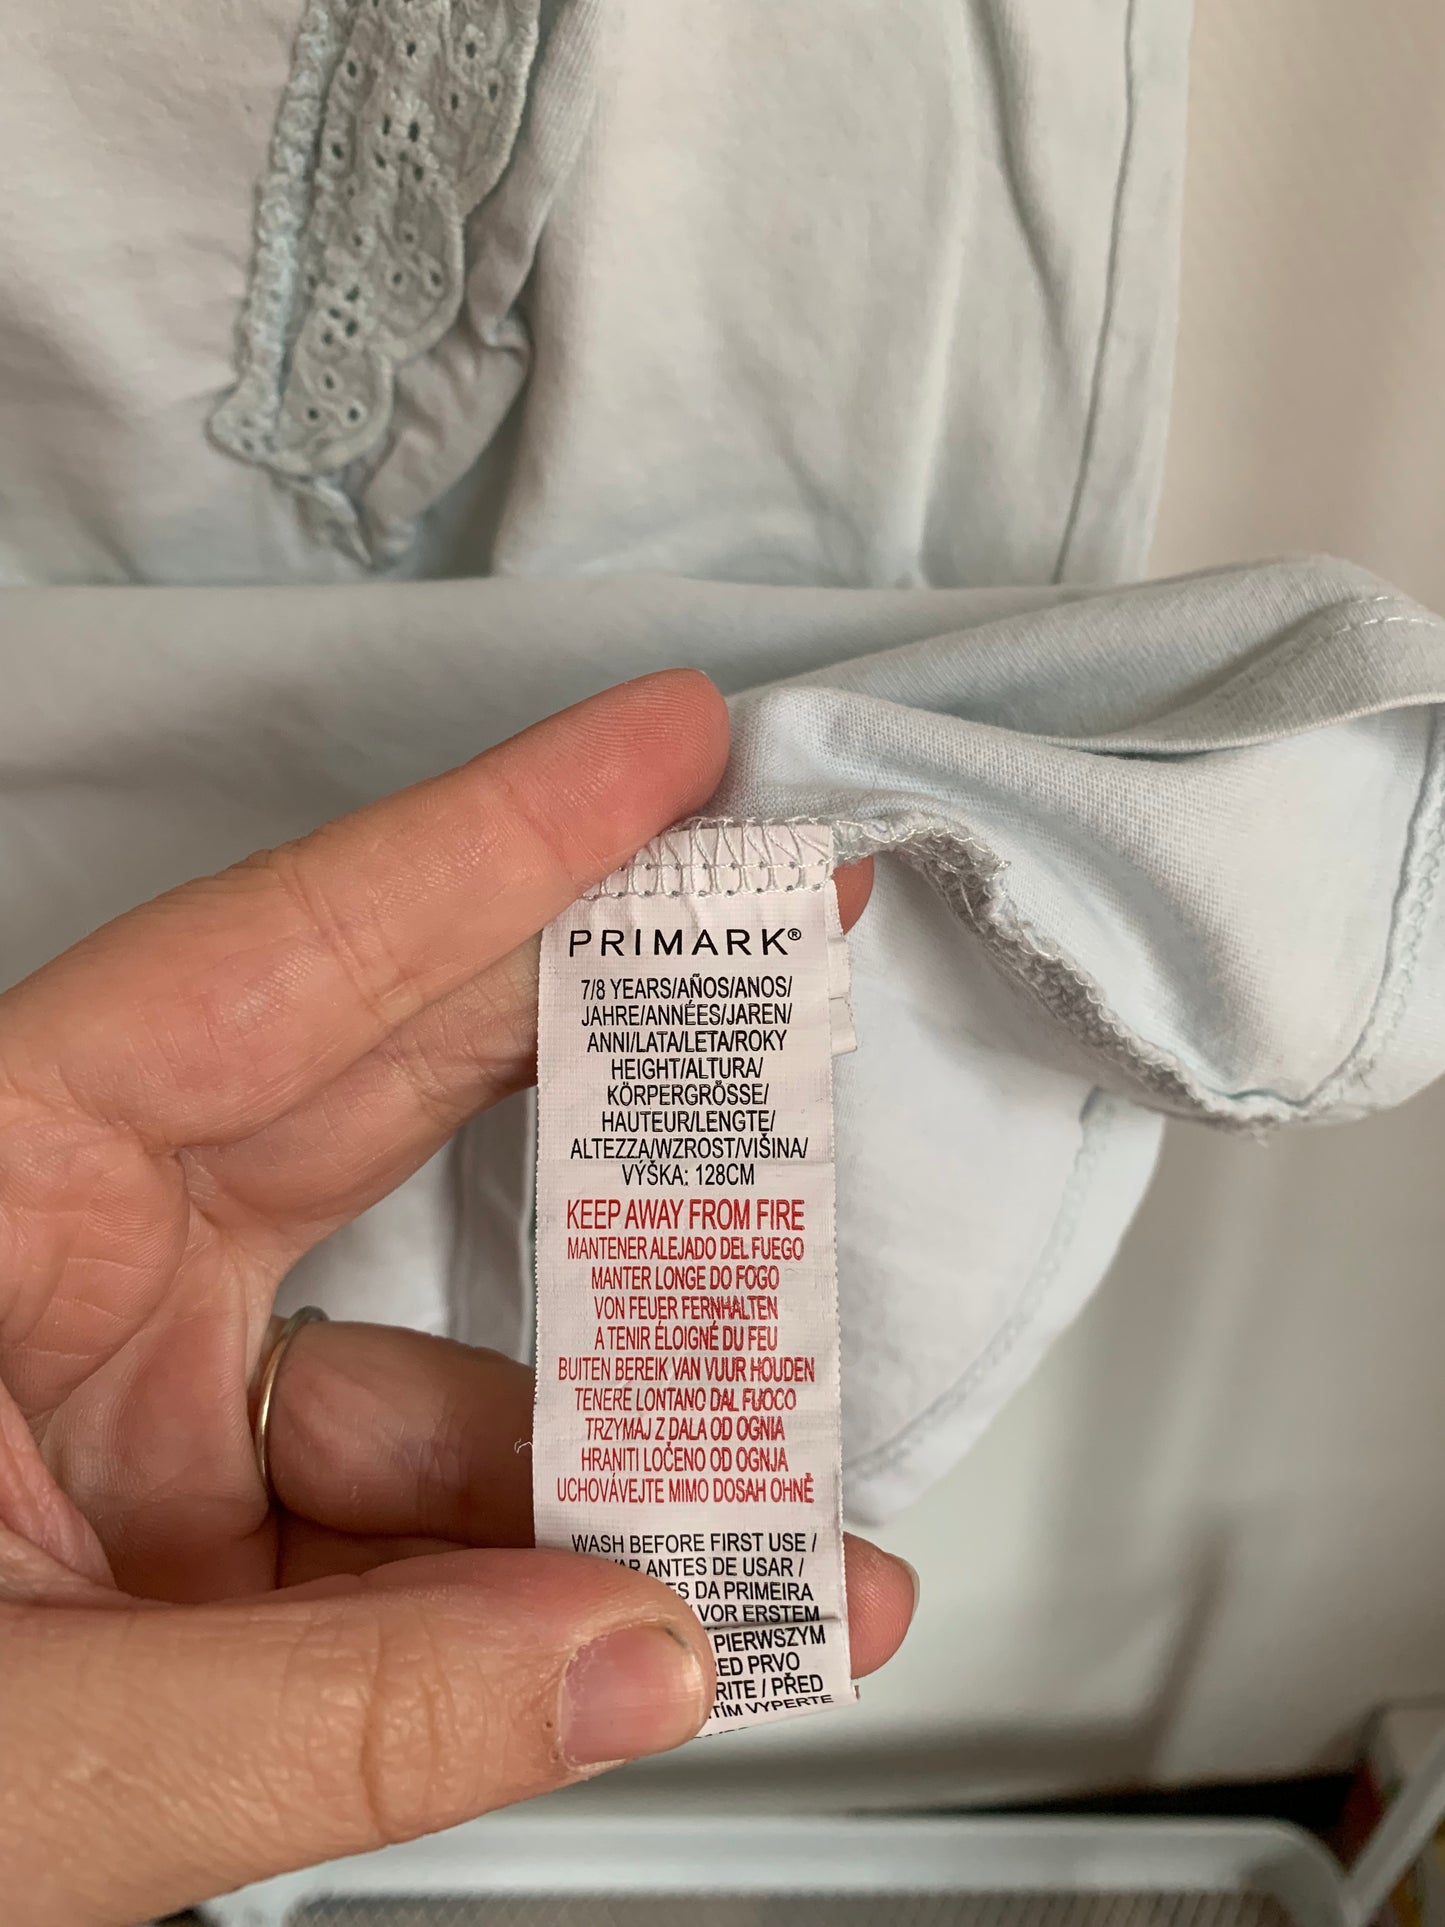 PRIMARK®
7/8 YEARS/AÑOS/ANOS/
JAHRE/ANNÉES/JAREN/
ANNI/LATA/LETA/ROKY
HEIGHT/ALTURA/
KÖRPERGRÖSSE/
HAUTEUR/LENGTE/
ALTEZZA/WZROST/VIŠINA/
VÝŠKA: 128CM
KEEP AWAY FROM FIRE
MANTENER ALEJADO DEL FUEGO
MANTER LONGE DO FOGO
VON FEUER FERNHALTEN
A TENIR ÉLOIGNÉ DU FEU
BUITEN BEREIK VAN VUUR HOUDEN
TENERE LONTANO DAL FUOCO
TRZYMAJ Z DALA OD OGNIA
HRANITI LOČENO OD OGNJA
UCHOVÁVEJTE MIMO DOSAH OHNĚ
WASH BEFORE FIRST USE /
ANTES DE USAR /
DA PRIMEIRA
VOR ERSTEM
PIERWSZYM
PRVO
/ PŘED
VYPERTE